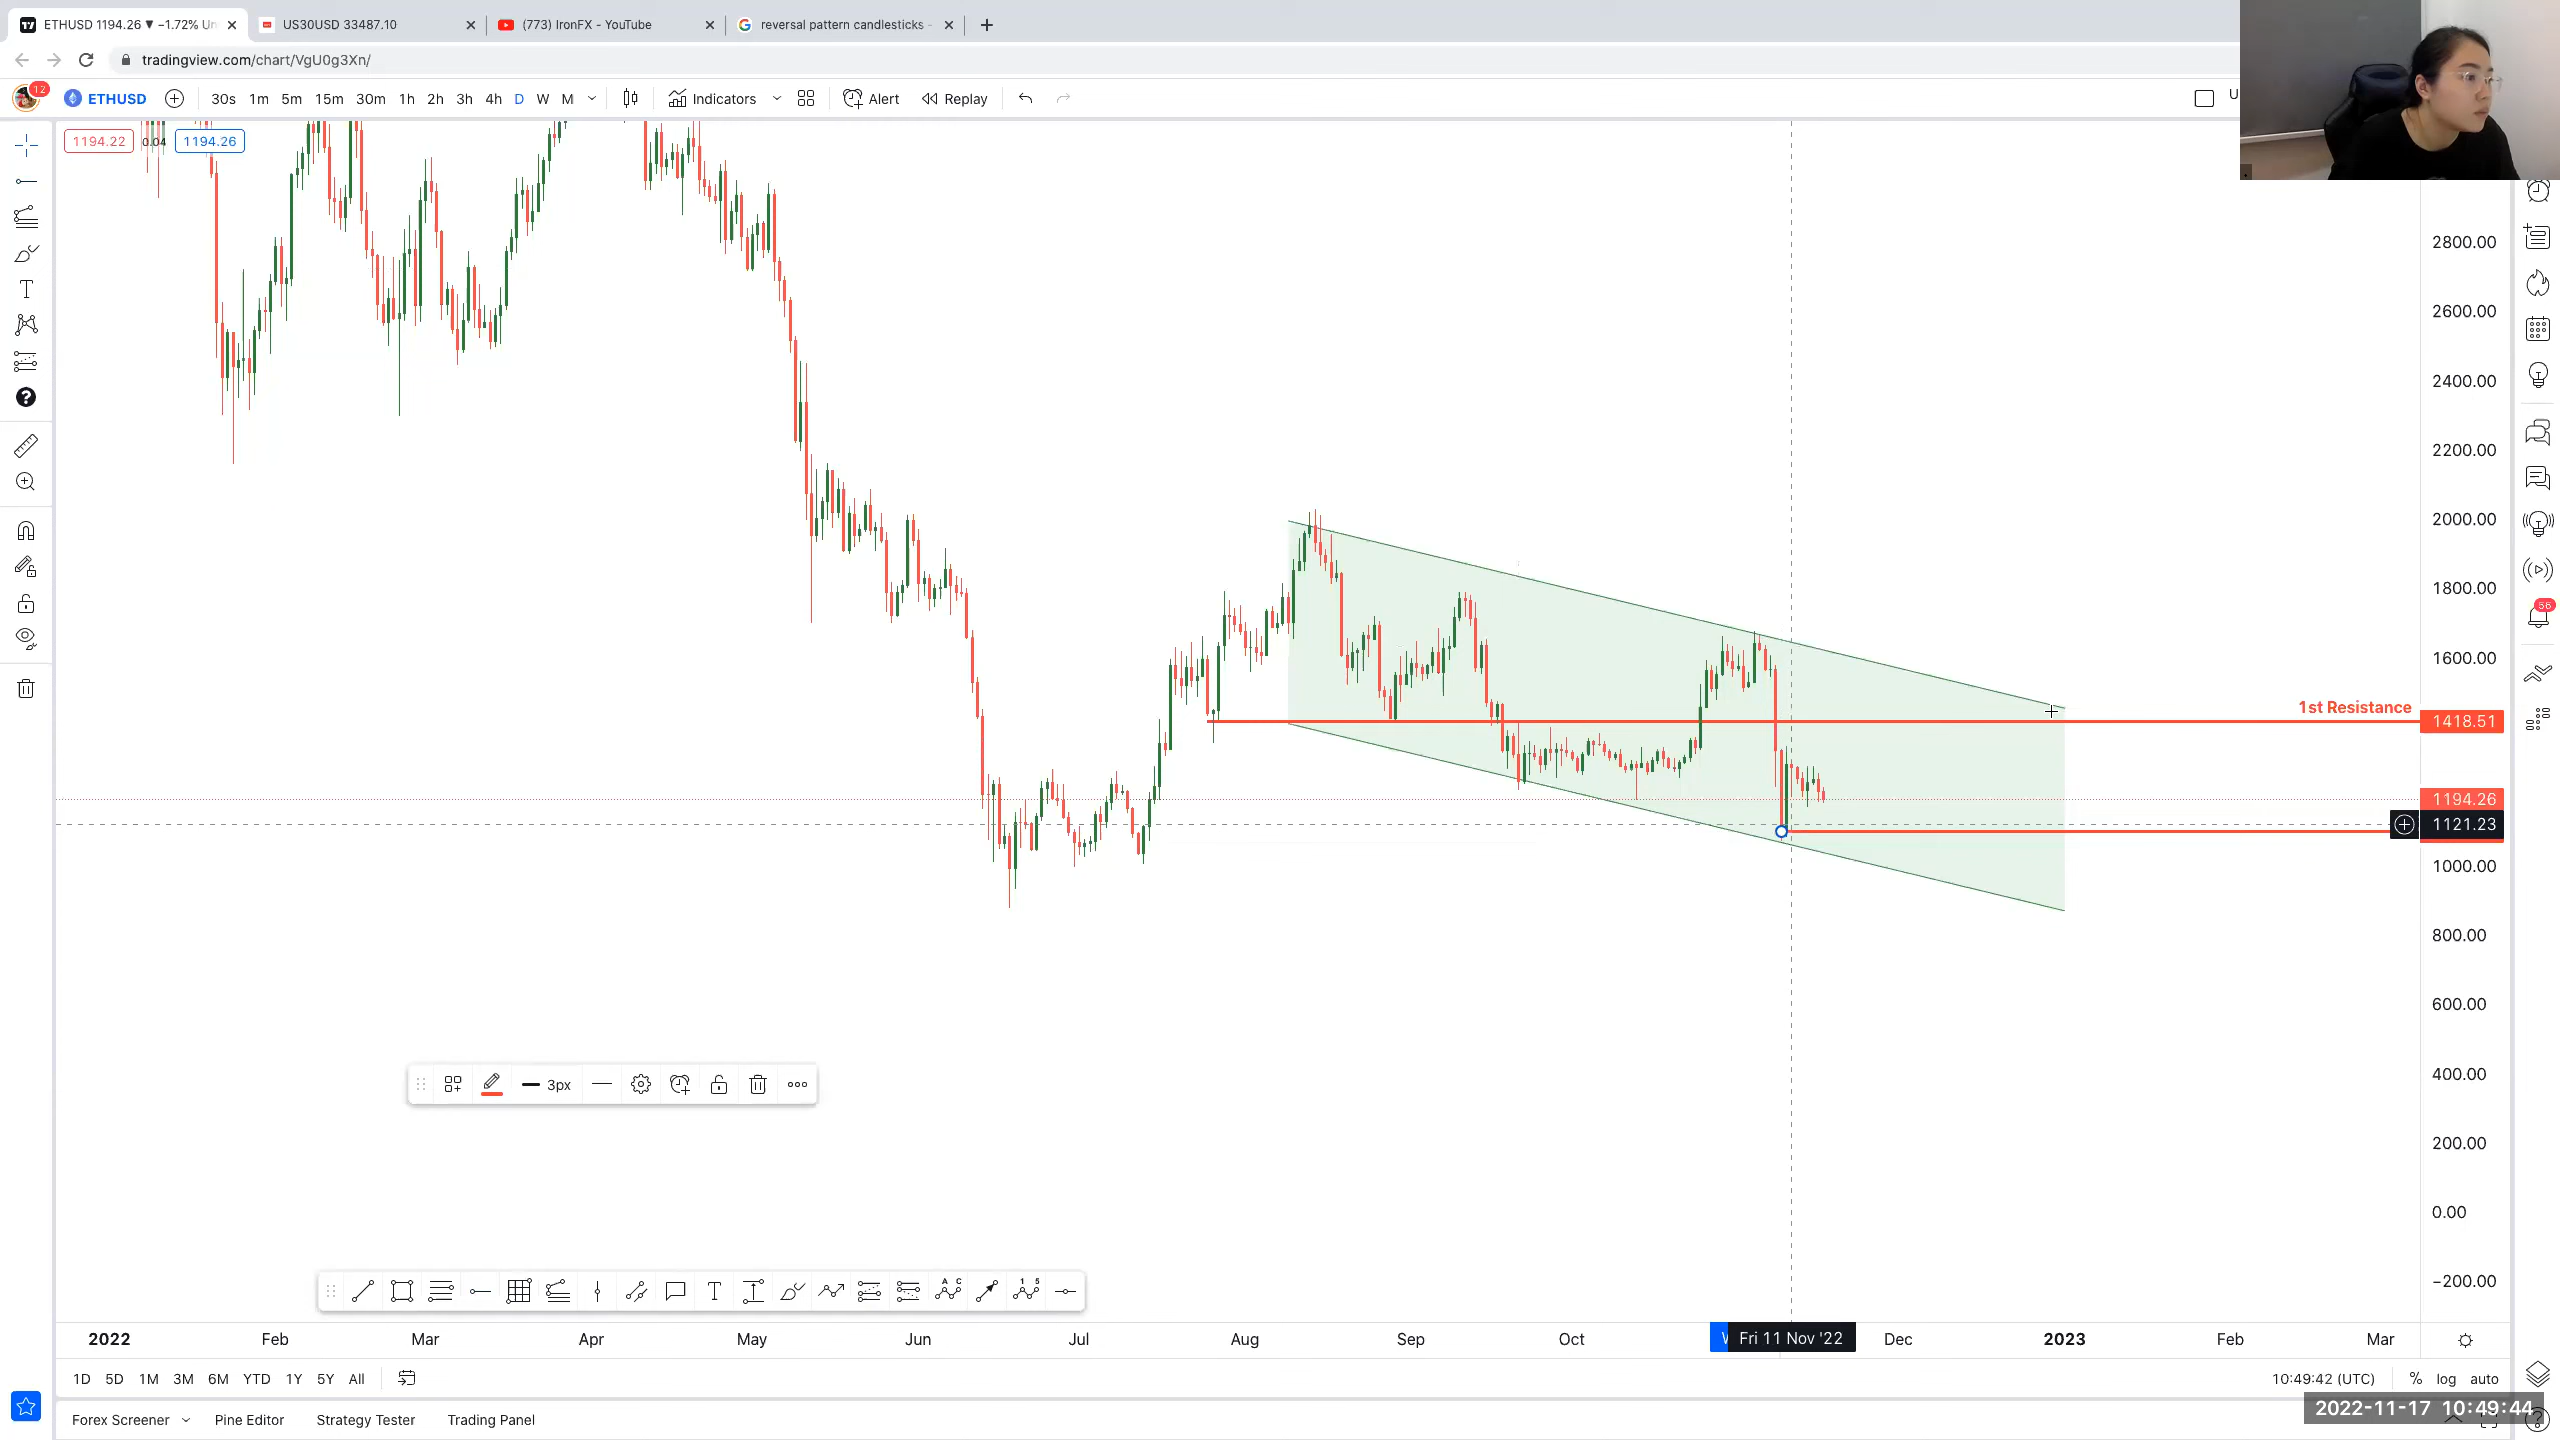 ETHUSD 1194.26 ▼ −1.72% Un
US30USD 33487.10
(773) IronFX - YouTube
reversal pattern candlesticks -
tradingview.com/chart/VgU0g3Xn/
12
ETHUSD
30s 1m 5m 15m 30m 1h 2h 3h 4h D W M
Indicators
Alert
Replay
U
1194.22 0.04 1194.26
2800.00
2600.00
2400.00
2200.00
2000.00
1800.00
1600.00
1st Resistance
1418.51
1194.26
1121.23
1000.00
800.00
600.00
400.00
200.00
0.00
−200.00
56
3px
2022 Feb Mar Apr May Jun Jul Aug Sep Oct Fri 11 Nov '22 Dec 2023 Feb Mar
1D 5D 1M 3M 6M YTD 1Y 5Y All
10:49:42 (UTC) % log auto
Forex Screener Pine Editor Strategy Tester Trading Panel
2022-11-17 10:49:44